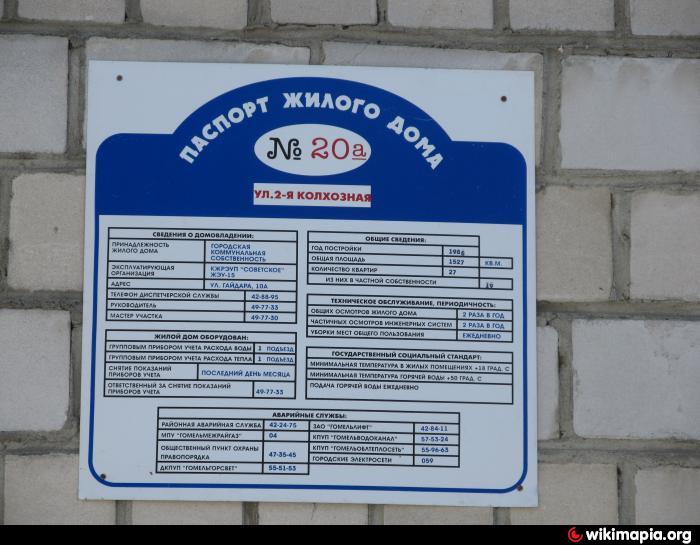 ПАСПОРТ ЖИЛОГО ДОМА
№ 20а
УЛ.2-Я КОЛХОЗНАЯ
СВЕДЕНИЯ О ДОМОВЛАДЕНИИ:
ПРИНАДЛЕЖНОСТЬ ЖИЛОГО ДОМА ГОРОДСКАЯ КОММУНАЛЬНАЯ СОБСТВЕННОСТЬ
ЭКСПЛУАТИРУЮЩАЯ ОРГАНИЗАЦИЯ КЖРЭУП "СОВЕТСКОЕ" ЖЭУ-15
АДРЕС УЛ. ГАЙДАРА, 10А
ТЕЛЕФОН ДИСПЕТЧЕРСКОЙ СЛУЖБЫ 42-88-95
РУКОВОДИТЕЛЬ 49-77-33
МАСТЕР УЧАСТКА 49-77-30
ЖИЛОЙ ДОМ ОБОРУДОВАН:
ГРУППОВЫМ ПРИБОРОМ УЧЕТА РАСХОДА ВОДЫ 1 ПОДЬЕЗД
ГРУППОВЫМ ПРИБОРОМ УЧЕТА РАСХОДА ТЕПЛА 1 ПОДЬЕЗД
СНЯТИЕ ПОКАЗАНИЙ ПРИБОРОВ УЧЕТА ПОСЛЕДНИЙ ДЕНЬ МЕСЯЦА
ОТВЕТСТВЕННЫЙ ЗА СНЯТИЕ ПОКАЗАНИЙ ПРИБОРОВ УЧЕТА 49-77-33
ОБЩИЕ СВЕДЕНИЯ:
ГОД ПОСТРОЙКИ 1986
ОБЩАЯ ПЛОЩАДЬ 1527 КВ.М.
КОЛИЧЕСТВО КВАРТИР 27
ИЗ НИХ В ЧАСТНОЙ СОБСТВЕННОСТИ
ТЕХНИЧЕСКОЕ ОБСЛУЖИВАНИЕ, ПЕРИОДИЧНОСТЬ:
ОБЩИХ ОСМОТРОВ ЖИЛОГО ДОМА 2 РАЗА В ГОД
ЧАСТИЧНЫХ ОСМОТРОВ ИНЖЕНЕРНЫХ СИСТЕМ 2 РАЗА В ГОД
УБОРКИ МЕСТ ОБЩЕГО ПОЛЬЗОВАНИЯ ЕЖЕДНЕВНО
ГОСУДАРСТВЕННЫЙ СОЦИАЛЬНЫЙ СТАНДАРТ:
МИНИМАЛЬНАЯ ТЕМПЕРАТУРА В ЖИЛЫХ ПОМЕЩЕНИЯХ +18 ГРАД. С
МИНИМАЛЬНАЯ ТЕМПЕРАТУРА ГОРЯЧЕЙ ВОДЫ +50 ГРАД. С
ПОДАЧА ГОРЯЧЕЙ ВОДЫ ЕЖЕДНЕВНО
АВАРИЙНЫЕ СЛУЖБЫ:
РАЙОННАЯ АВАРИЙНАЯ СЛУЖБА 42-24-75
МПУ "ГОМЕЛЬМЕЖРАЙГАЗ" 04
ОБЩЕСТВЕННЫЙ ПУНКТ ОХРАНЫ ПРАВОПОРЯДКА 47-35-45
ДКПУП "ГОМЕЛЬГОРСВЕТ" 55-51-53
ЗАО "ГОМЕЛЬЛИФТ" 42-84-11
КПУП "ГОМЕЛЬВОДОКАНАЛ" 57-53-24
КПУП "ГОМЕЛЬОБЛТЕПЛОСЕТЬ" 55-96-63
ГОРОДСКИЕ ЭЛЕКТРОСЕТИ 059
wikimapia.org